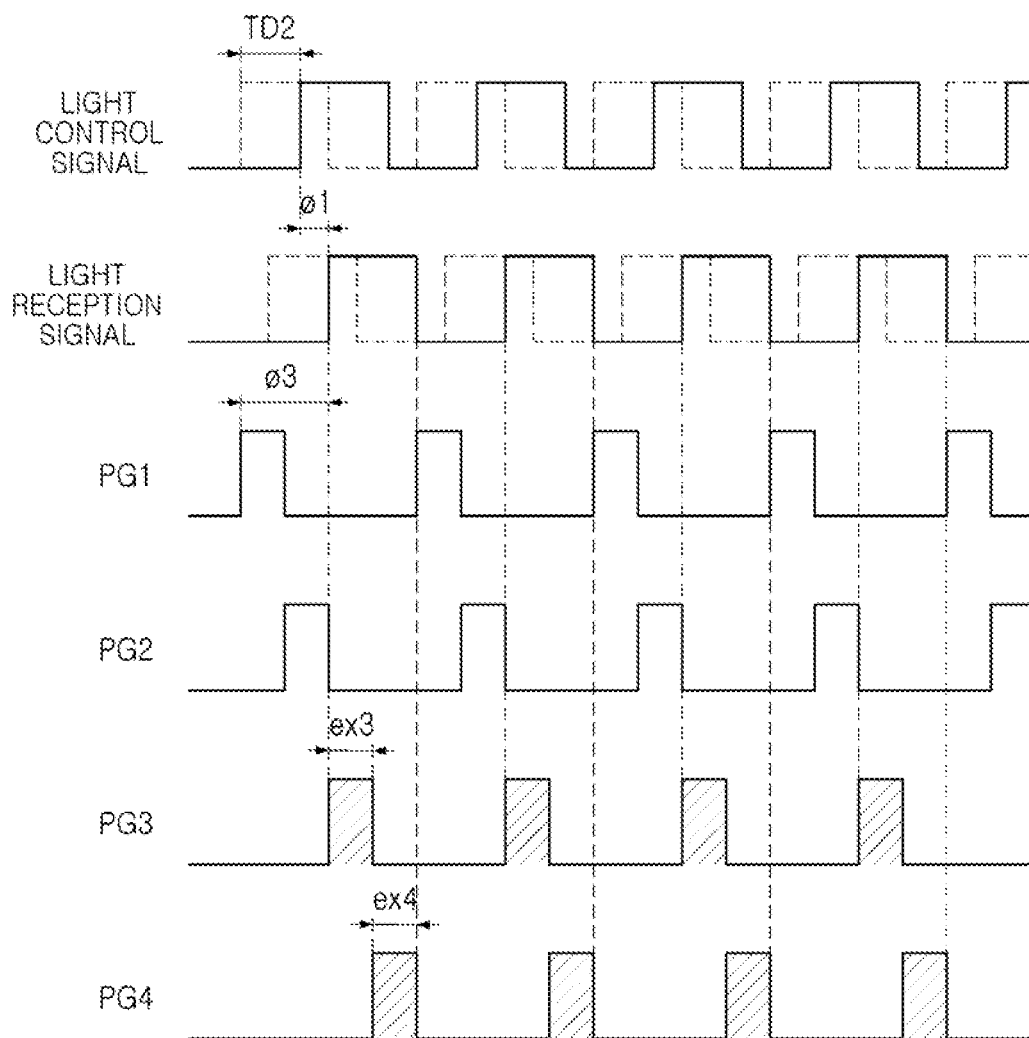 TD2
LIGHT
CONTROL
SIGNAL
ø1
LIGHT
RECEPTION
SIGNAL
ø3
PG1
PG2
ex3
PG3
ex4
PG4